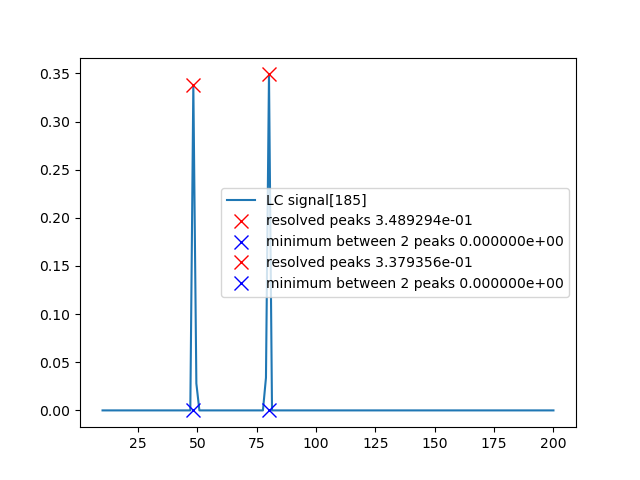 0.35
0.30
0.25
0.20
0.15
0.10
0.05
0.00
LC signal[185]
resolved peaks 3.489294e-01
minimum between 2 peaks 0.000000e+00
resolved peaks 3.379356e-01
minimum between 2 peaks 0.000000e+00
25 50 75 100 125 150 175 200